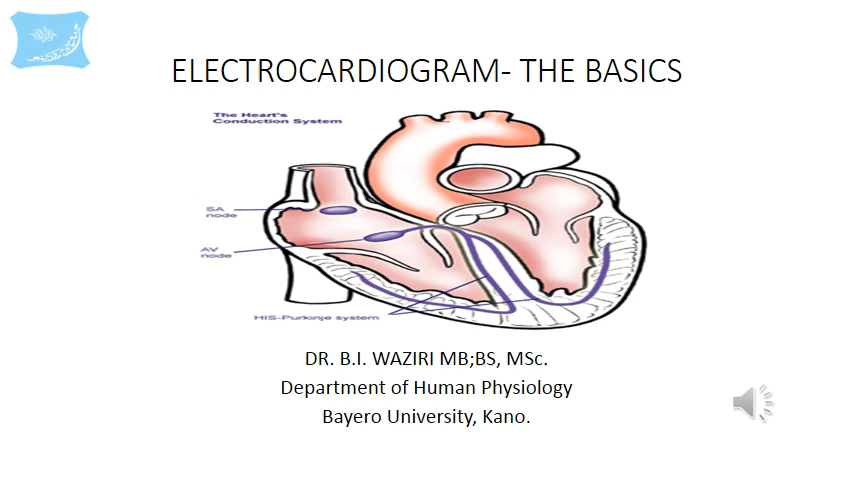 ELECTROCARDIOGRAM- THE BASICS
The Heart's
Conduction System
SA
node
AV
node
HIS-Purkinje system
DR. B.I. WAZIRI MB;BS, MSc.
Department of Human Physiology
Bayero University, Kano.